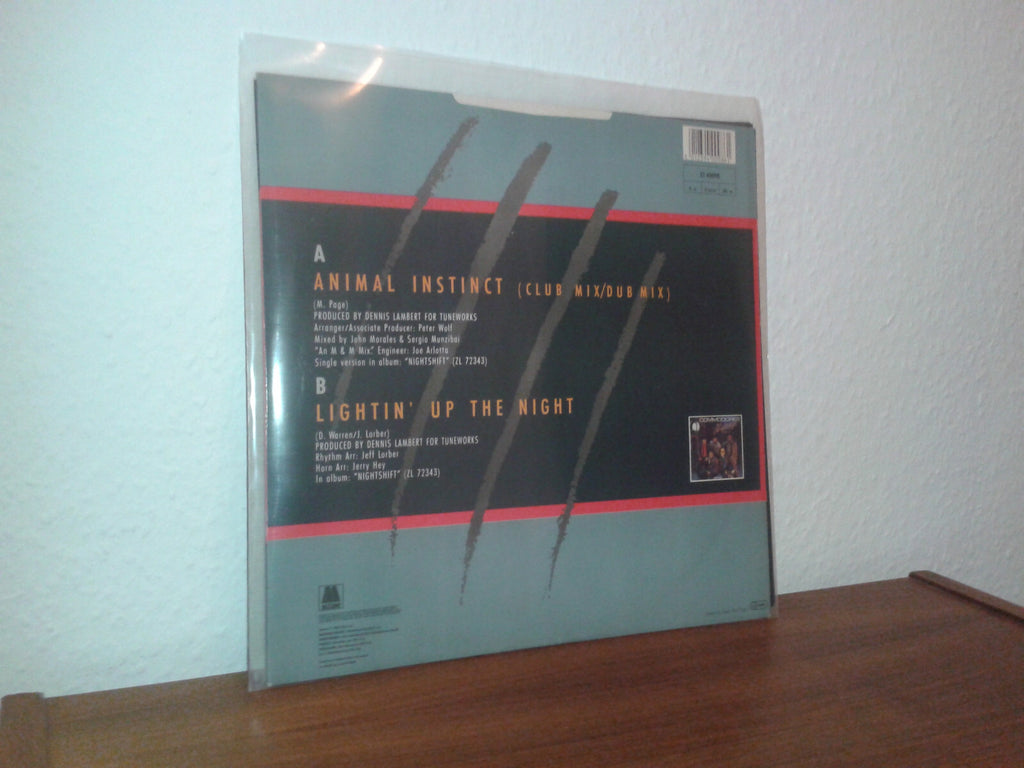 A
ANIMAL INSTINCT (CLUB MIX/DUB MIX)
(M. Page)
PRODUCED BY DENNIS LAMBERT FOR TUNEWORKS
Arranger/Associate Producer: Peter Wolf
Mixed by John Morales & Sergio Munzibai
"An M & M Mix." Engineer: Joe Arlotta
Single version in album: "NIGHTSHIFT" (ZL 72343)
B
LIGHTIN' UP THE NIGHT
(D. Warren/J. Lorber)
PRODUCED BY DENNIS LAMBERT FOR TUNEWORKS
Rhythm Arr: Jeff Lorber
Horn Arr: Jerry Hey
In album: "NIGHTSHIFT" (ZL 72343)
COMMODORES